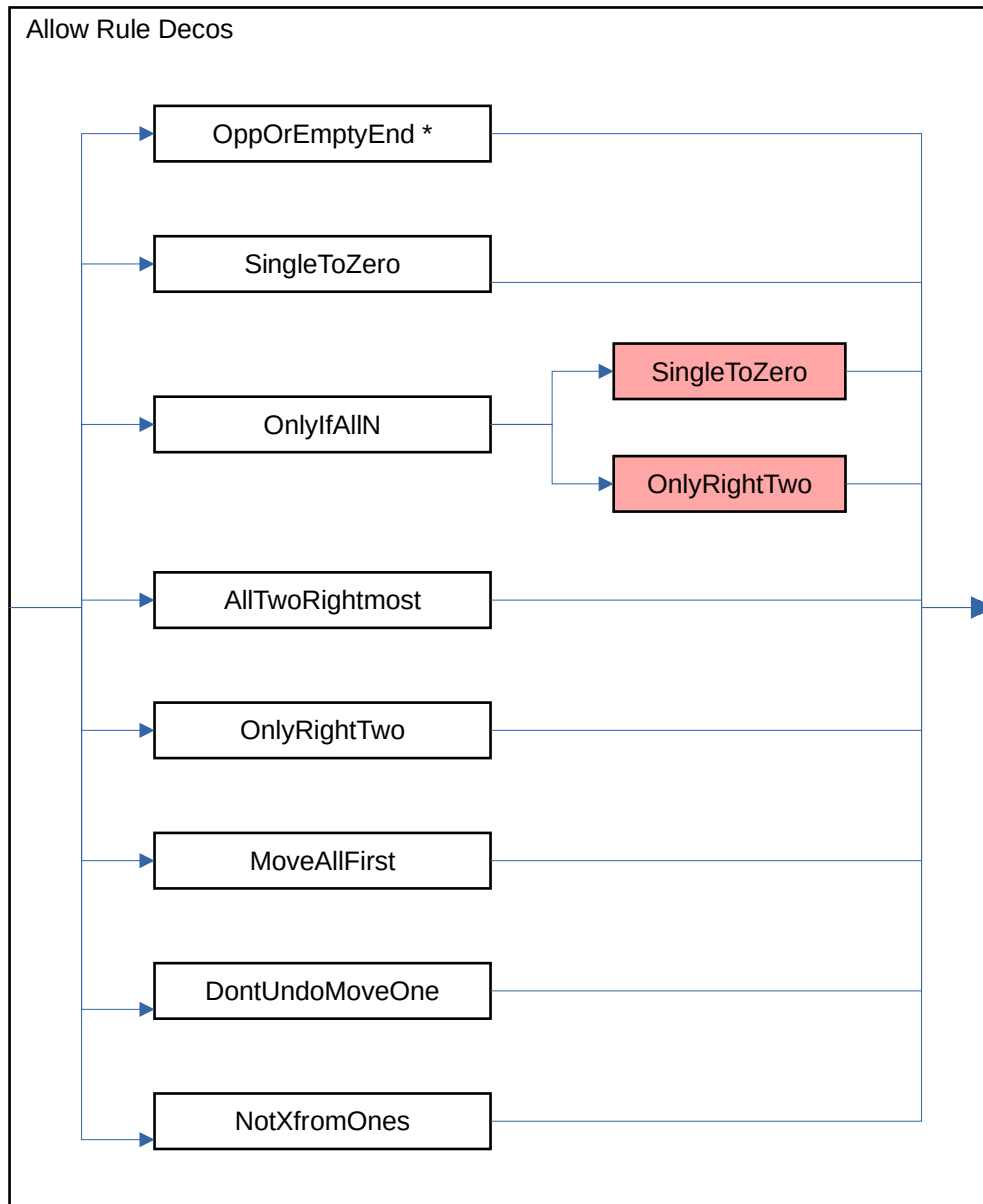 Allow Rule Decos
OppOrEmptyEnd *
SingleToZero
SingleToZero
OnlyIfAllN
OnlyRightTwo
AllTwoRightmost
OnlyRightTwo
MoveAllFirst
DontUndoMoveOne
NotXfromOnes